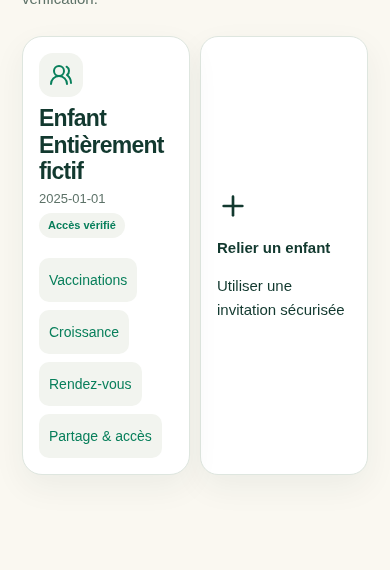 vérification.
Enfant
Entièrement
fictif
2025-01-01
Accès vérifié
Vaccinations
Croissance
Rendez-vous
Partage & accès
Relier un enfant
Utiliser une
invitation sécurisée